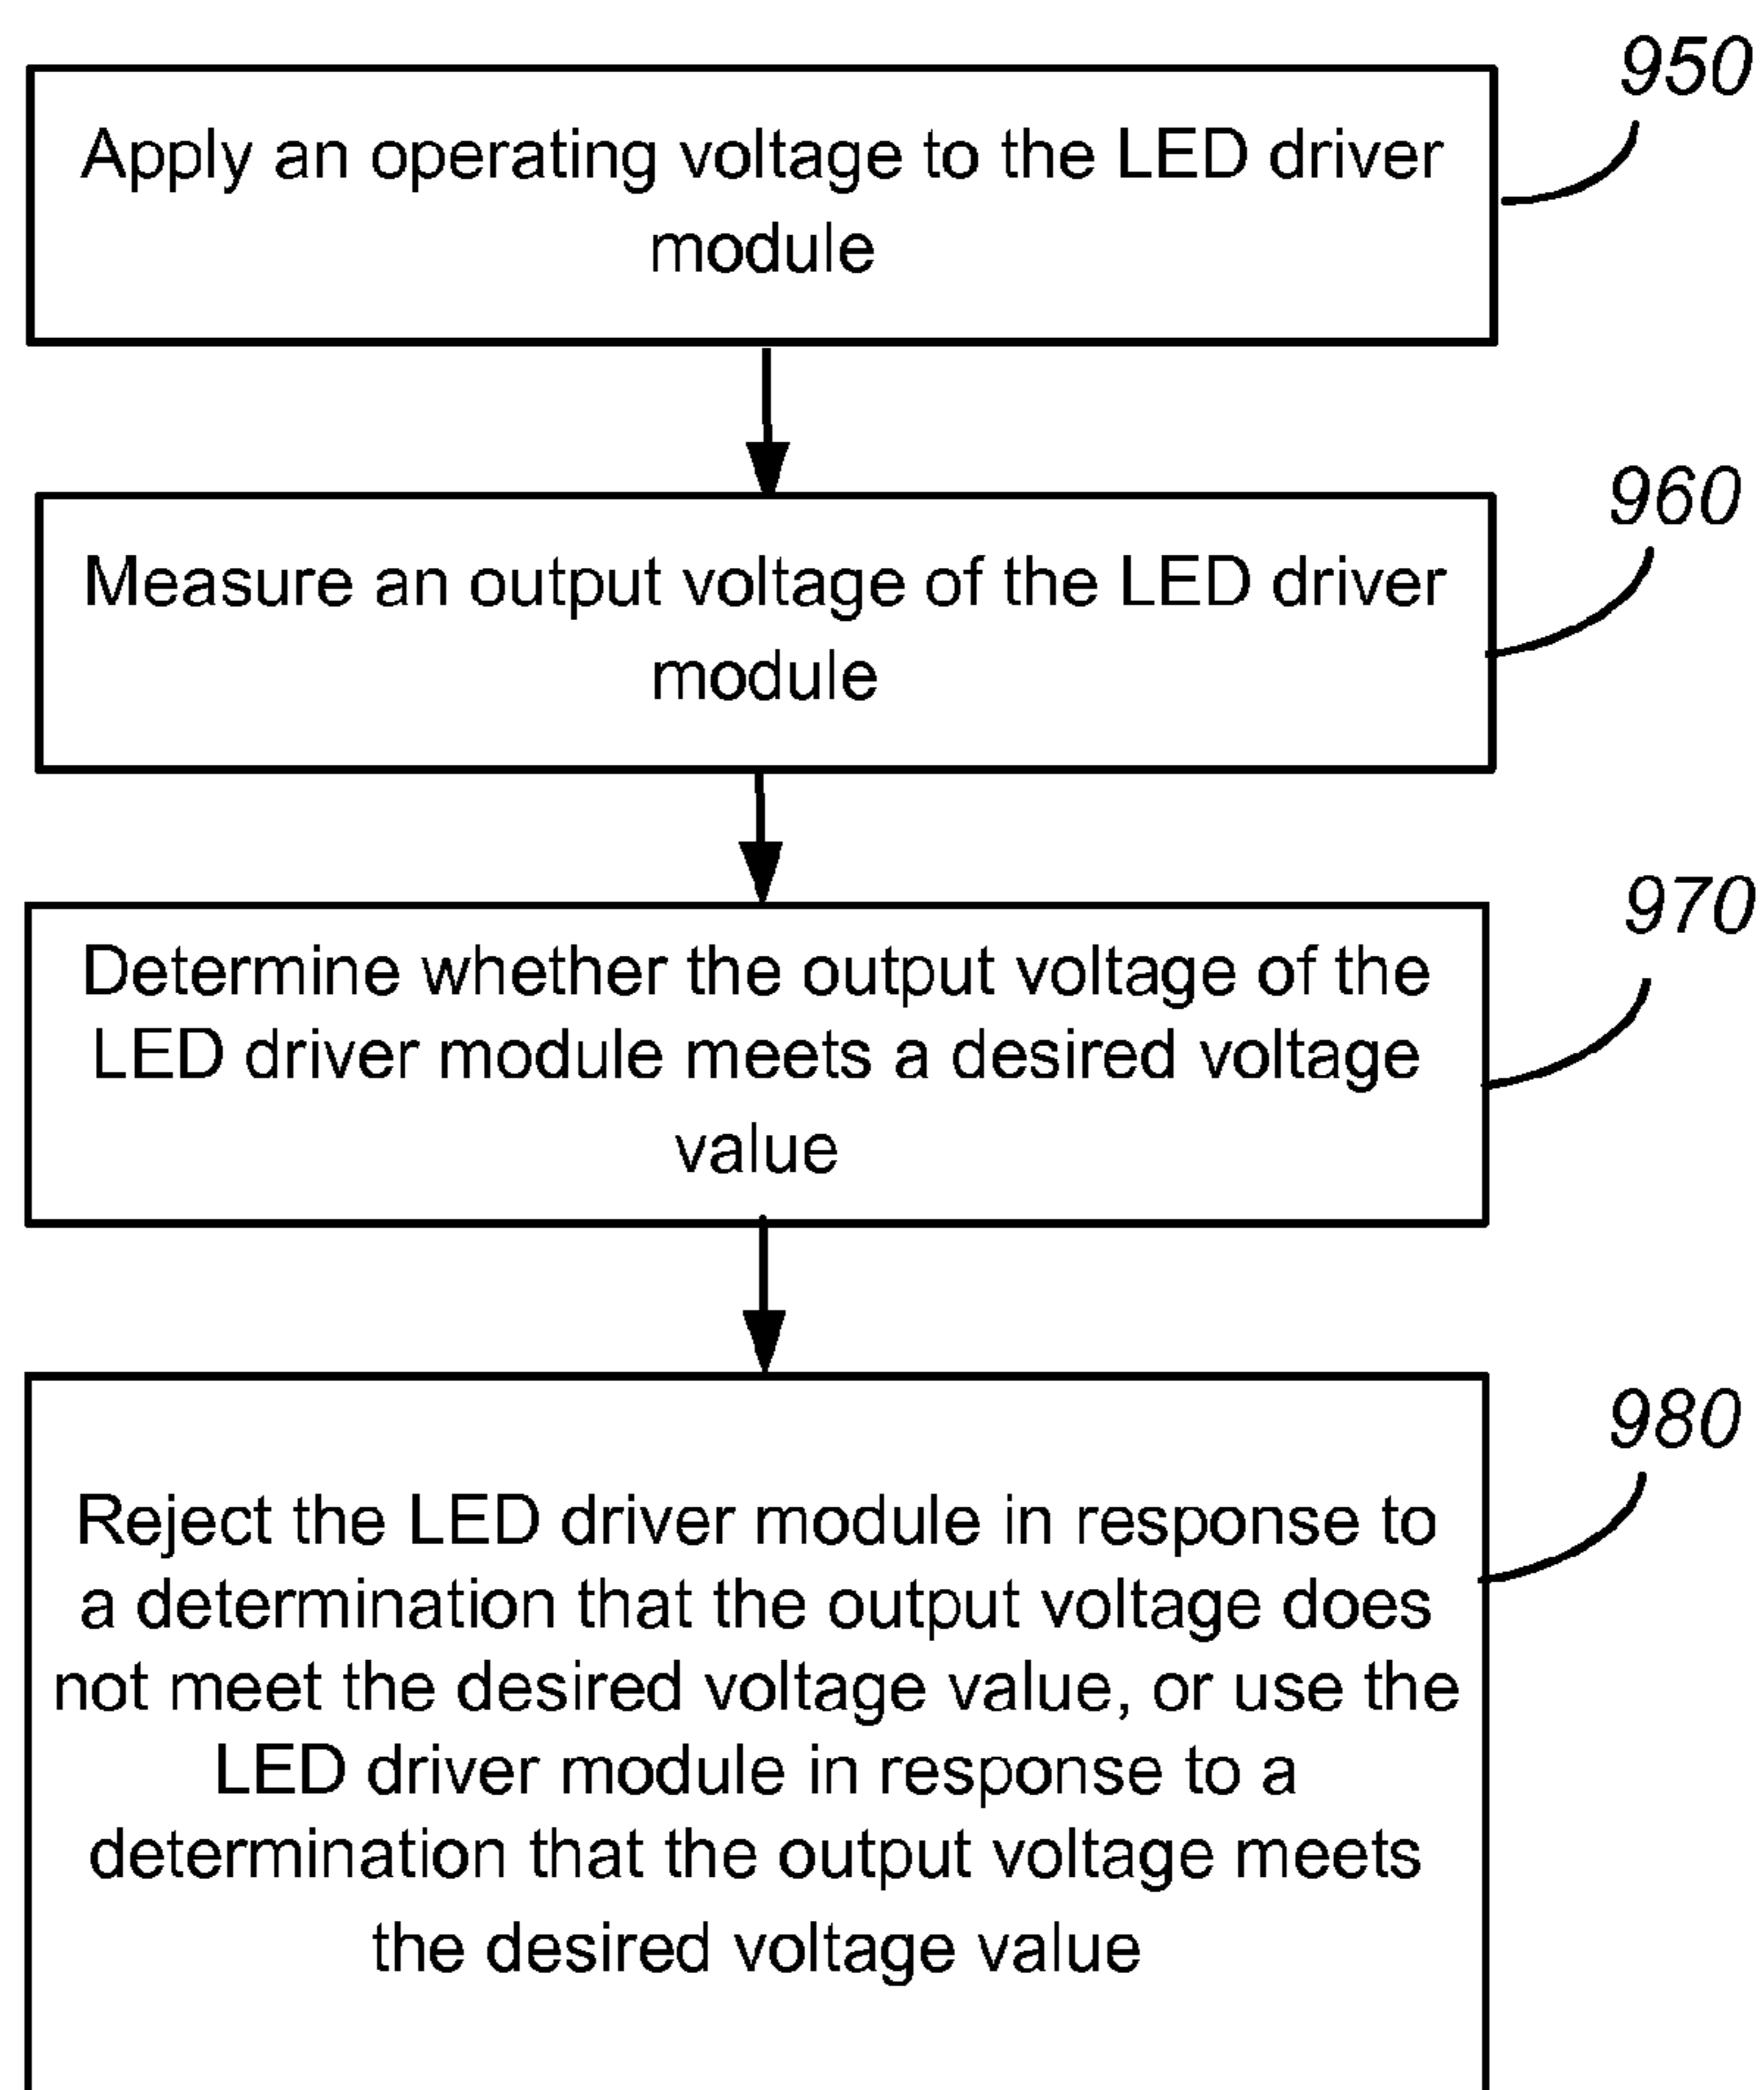 950
Apply an operating voltage to the LED driver
module
960
Measure an output voltage of the LED driver
module
970
Determine whether the output voltage of the
LED driver module meets a desired voltage
value
980
Reject the LED driver module in response to
a determination that the output voltage does
not meet the desired voltage value, or use the
LED driver module in response to a
determination that the output voltage meets
the desired voltage value